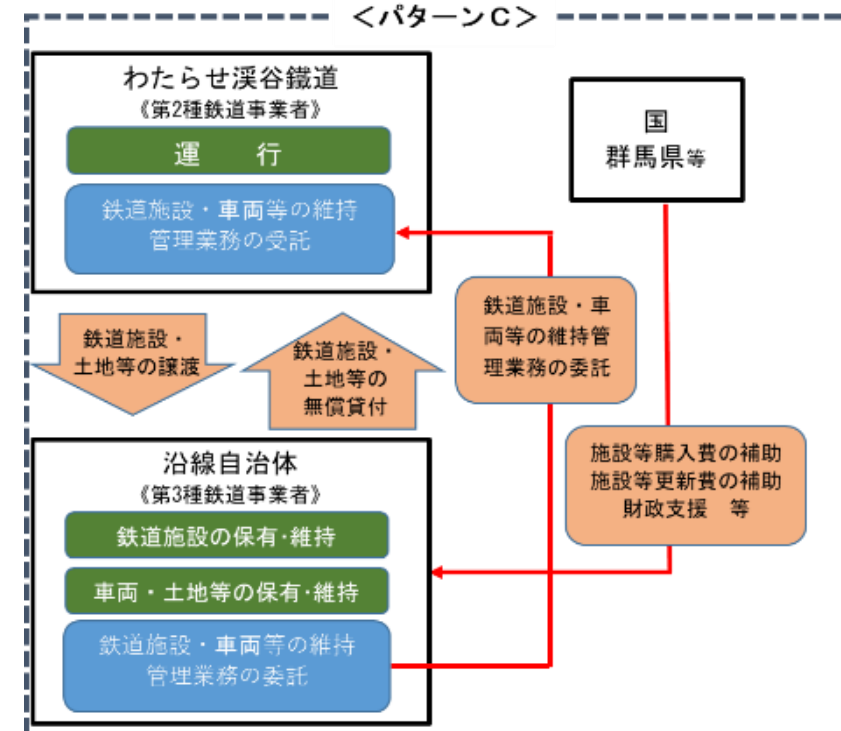 ＜パターンＣ＞
わたらせ渓谷鐵道
《第2種鉄道事業者》
運　行
鉄道施設・車両等の維持
管理業務の受託
国
群馬県等
鉄道施設・
土地等の譲渡
鉄道施設・
土地等の
無償貸付
鉄道施設・車
両等の維持管
理業務の委託
沿線自治体
《第3種鉄道事業者》
鉄道施設の保有･維持
車両・土地等の保有･維持
鉄道施設・車両等の維持
管理業務の委託
施設等購入費の補助
施設等更新費の補助
財政支援　等